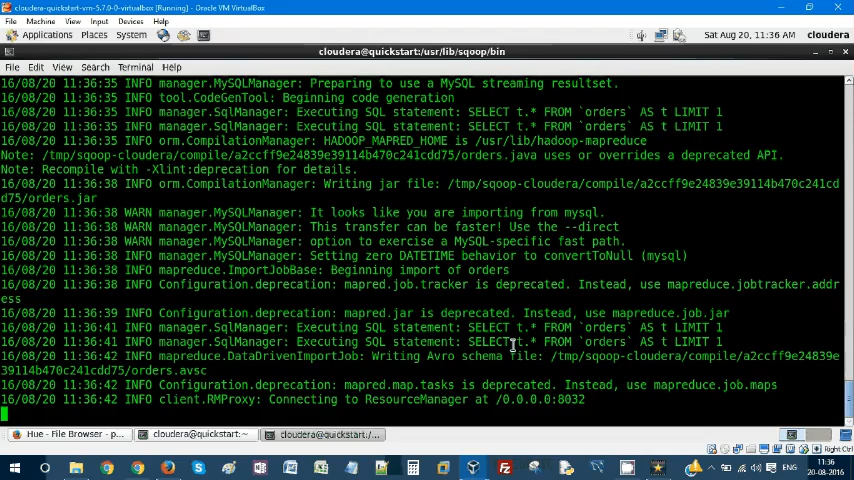 cloudera-quickstart-vm-5.7.0-0-virtualbox [Running] - Oracle VM VirtualBox
File Machine View Input Devices Help
Applications Places System Sat Aug 20, 11:36 AM cloudera
cloudera@quickstart:/usr/lib/sqoop/bin
File Edit View Search Terminal Help
16/08/20 11:36:35 INFO manager.MySQLManager: Preparing to use a MySQL streaming resultset.
16/08/20 11:36:35 INFO tool.CodeGenTool: Beginning code generation
16/08/20 11:36:35 INFO manager.SqlManager: Executing SQL statement: SELECT t.* FROM `orders` AS t LIMIT 1
16/08/20 11:36:35 INFO manager.SqlManager: Executing SQL statement: SELECT t.* FROM `orders` AS t LIMIT 1
16/08/20 11:36:35 INFO orm.CompilationManager: HADOOP_MAPRED_HOME is /usr/lib/hadoop-mapreduce
Note: /tmp/sqoop-cloudera/compile/a2ccff9e24839e39114b470c241cdd75/orders.java uses or overrides a deprecated API.
Note: Recompile with -Xlint:deprecation for details.
16/08/20 11:36:38 INFO orm.CompilationManager: Writing jar file: /tmp/sqoop-cloudera/compile/a2ccff9e24839e39114b470c241cd
d75/orders.jar
16/08/20 11:36:38 WARN manager.MySQLManager: It looks like you are importing from mysql.
16/08/20 11:36:38 WARN manager.MySQLManager: This transfer can be faster! Use the --direct
16/08/20 11:36:38 WARN manager.MySQLManager: option to exercise a MySQL-specific fast path.
16/08/20 11:36:38 INFO manager.MySQLManager: Setting zero DATETIME behavior to convertToNull (mysql)
16/08/20 11:36:38 INFO mapreduce.ImportJobBase: Beginning import of orders
16/08/20 11:36:38 INFO Configuration.deprecation: mapred.job.tracker is deprecated. Instead, use mapreduce.jobtracker.addr
ess
16/08/20 11:36:39 INFO Configuration.deprecation: mapred.jar is deprecated. Instead, use mapreduce.job.jar
16/08/20 11:36:41 INFO manager.SqlManager: Executing SQL statement: SELECT t.* FROM `orders` AS t LIMIT 1
16/08/20 11:36:41 INFO manager.SqlManager: Executing SQL statement: SELECT t.* FROM `orders` AS t LIMIT 1
16/08/20 11:36:42 INFO mapreduce.DataDrivenImportJob: Writing Avro schema file: /tmp/sqoop-cloudera/compile/a2ccff9e24839e
39114b470c241cdd75/orders.avsc
16/08/20 11:36:42 INFO Configuration.deprecation: mapred.map.tasks is deprecated. Instead, use mapreduce.job.maps
16/08/20 11:36:42 INFO client.RMProxy: Connecting to ResourceManager at /0.0.0.0:8032
Hue - File Browser - p... cloudera@quickstart:~ cloudera@quickstart:/...
Right Ctrl
ENG 11:36
20-08-2016